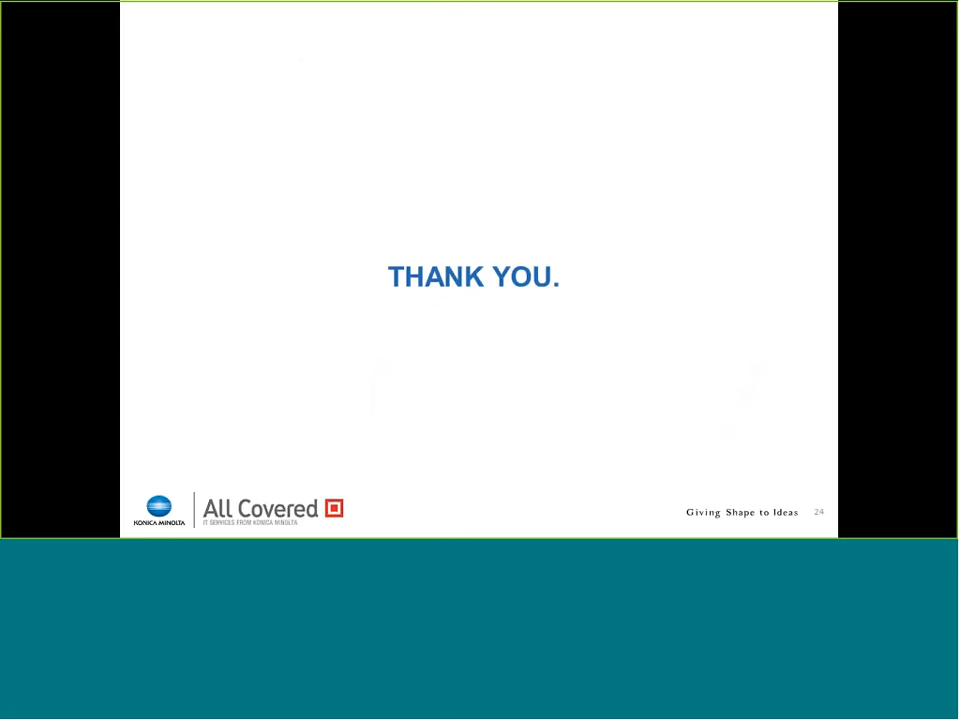 THANK YOU.
KONICA MINOLTA
All Covered
IT SERVICES FROM KONICA MINOLTA
Giving Shape to Ideas
24